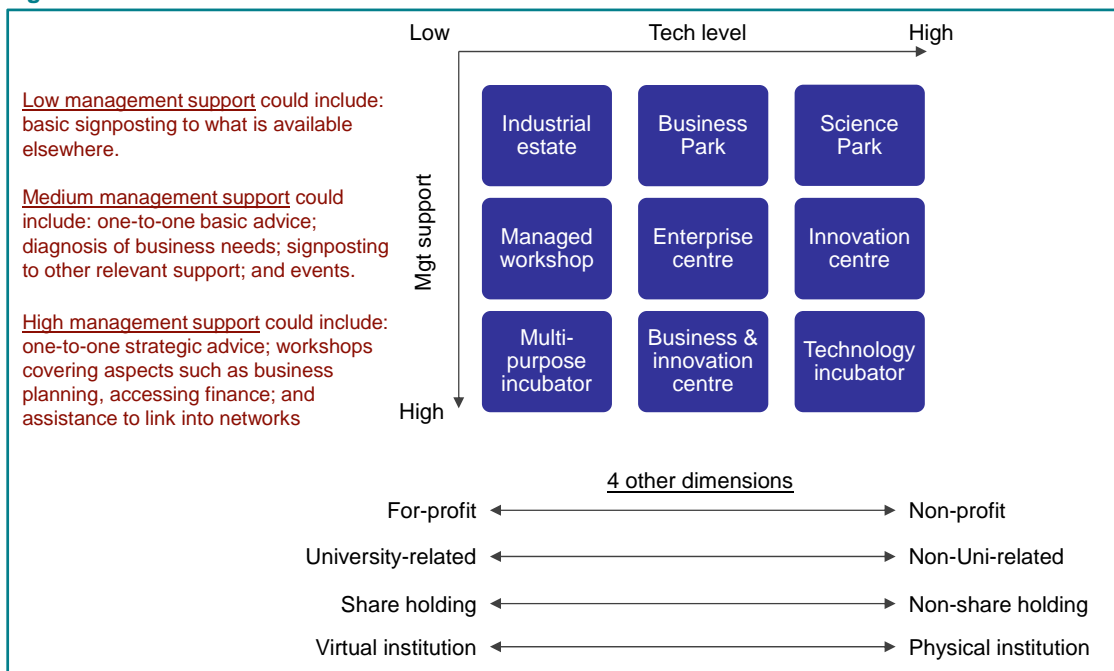 Low
Tech level
High
Low management support could include:
basic signposting to what is available
elsewhere.
Medium management support could
include: one-to-one basic advice;
diagnosis of business needs; signposting
to other relevant support; and events.
High management support could include:
one-to-one strategic advice; workshops
covering aspects such as business
planning, accessing finance; and
assistance to link into networks
Mgt support
High
Industrial
estate
Business
Park
Science
Park
Managed
workshop
Enterprise
centre
Innovation
centre
Multi-
purpose
incubator
Business &
innovation
centre
Technology
incubator
4 other dimensions
For-profit
Non-profit
University-related
Non-Uni-related
Share holding
Non-share holding
Virtual institution
Physical institution